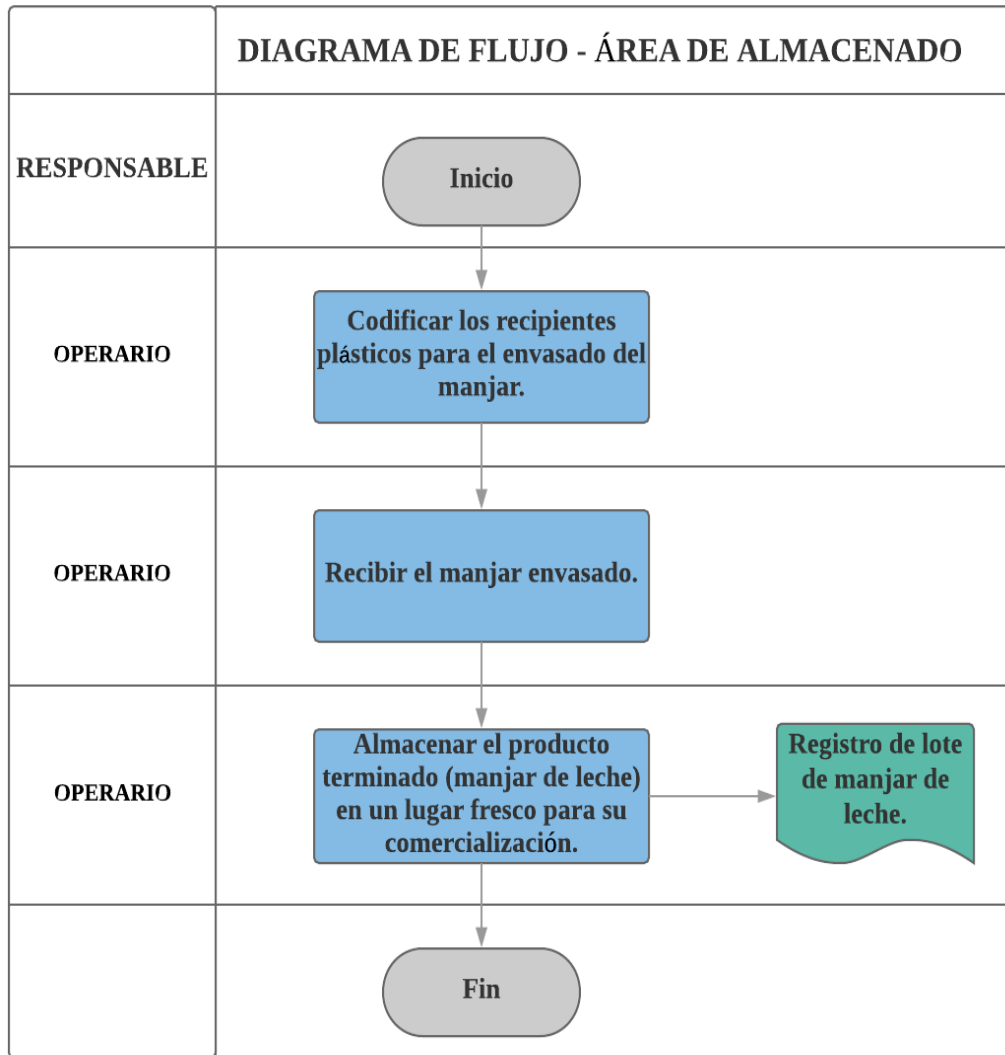 DIAGRAMA DE FLUJO - ÁREA DE ALMACENADO
RESPONSABLE
Inicio
OPERARIO
Codificar los recipientes
plásticos para el envasado del
manjar.
OPERARIO
Recibir el manjar envasado.
OPERARIO
Almacenar el producto
terminado (manjar de leche)
en un lugar fresco para su
comercialización.
Registro de lote
de manjar de
leche.
Fin